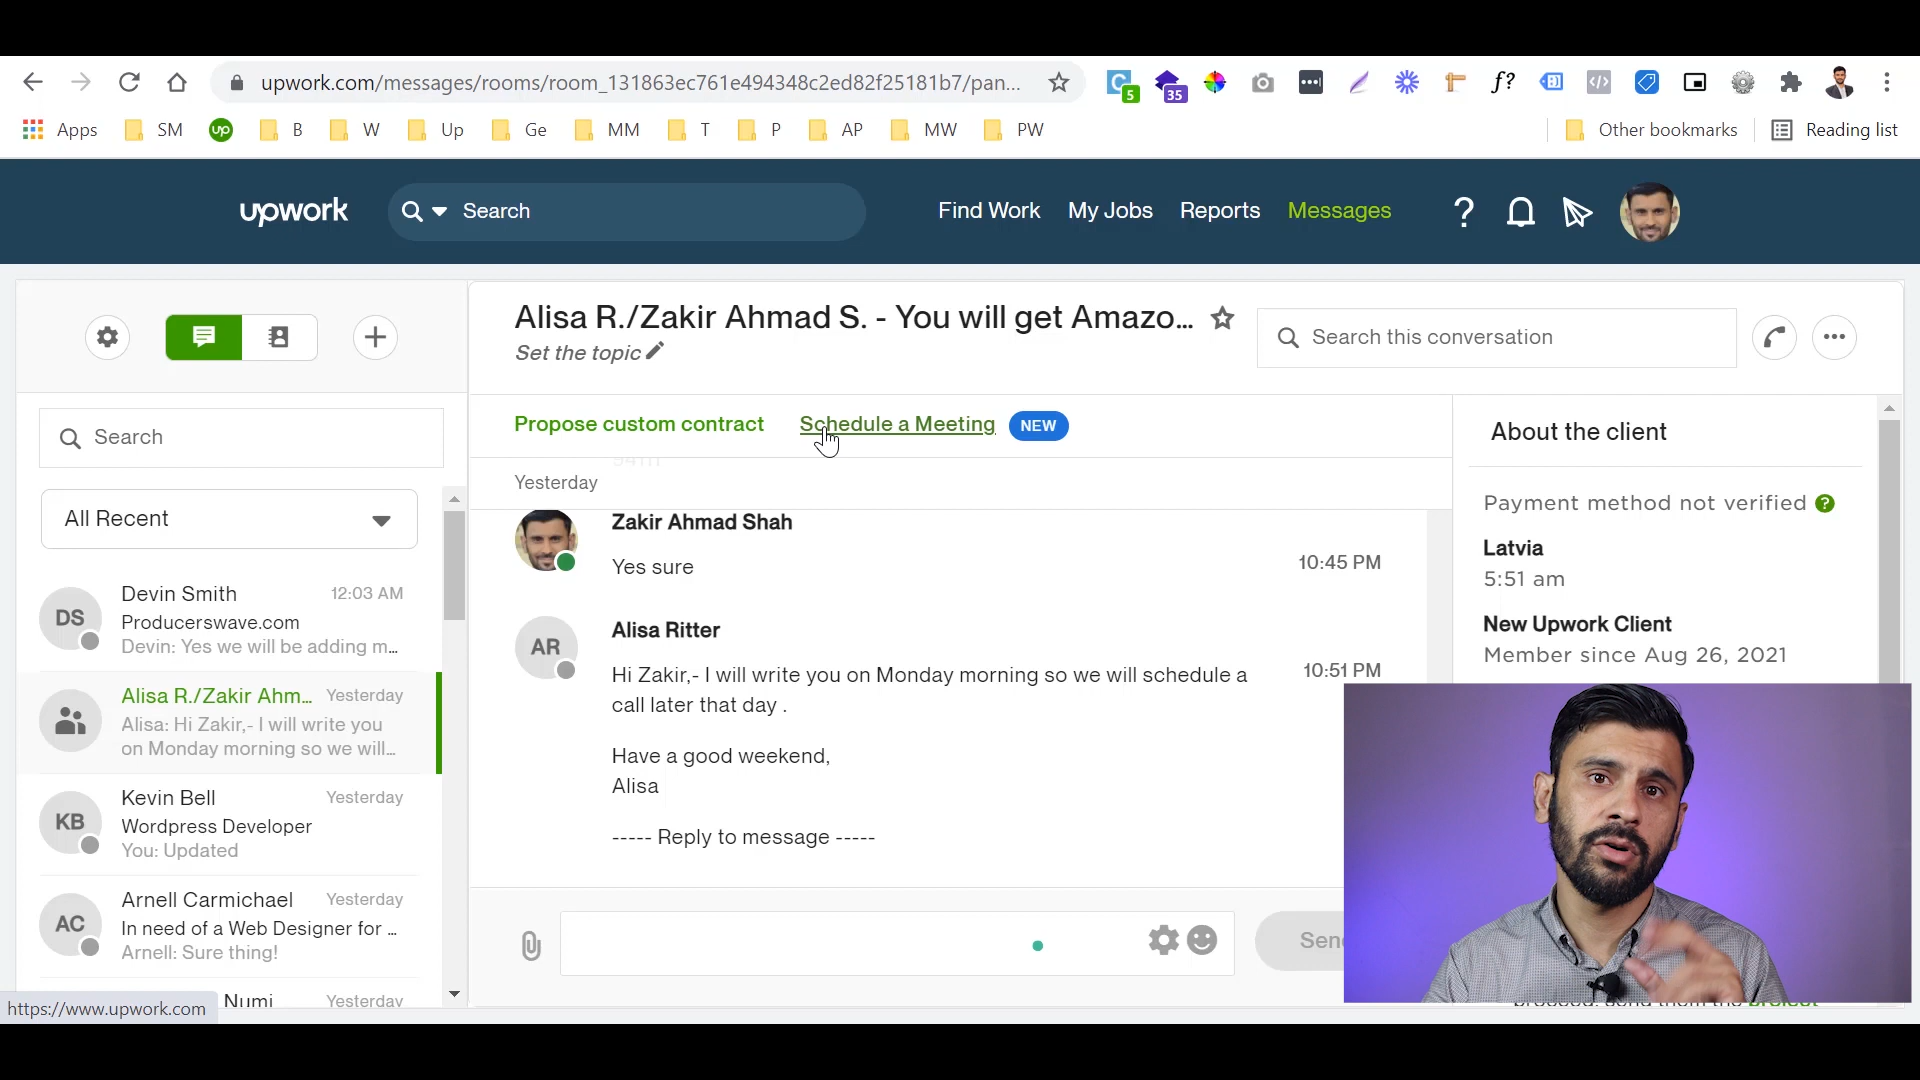 upwork.com/messages/rooms/room_131863ec761e494348c2ed82f25181b7/pan...
5
35
f?
Apps
SM
up
B
W
Up
Ge
MM
T
P
AP
MW
PW
Other bookmarks
Reading list
upwork
Search
Find Work
My Jobs
Reports
Messages
?
Alisa R./Zakir Ahmad S. - You will get Amazo...
Set the topic
Search this conversation
Propose custom contract
Schedule a Meeting
NEW
Search
All Recent
Devin Smith
12:03 AM
Producerswave.com
Devin: Yes we will be adding m...
Alisa R./Zakir Ahm...
Yesterday
Alisa: Hi Zakir,- I will write you
on Monday morning so we will...
KB
Kevin Bell
Yesterday
Wordpress Developer
You: Updated
AC
Arnell Carmichael
Yesterday
In need of a Web Designer for ...
Arnell: Sure thing!
Numi
Yesterday
https://www.upwork.com
DS
Yesterday
Zakir Ahmad Shah
Yes sure
10:45 PM
AR
Alisa Ritter
Hi Zakir,- I will write you on Monday morning so we will schedule a
10:51 PM
call later that day .
Have a good weekend,
Alisa
----- Reply to message -----
Sen
About the client
Payment method not verified
?
Latvia
5:51 am
New Upwork Client
Member since Aug 26, 2021